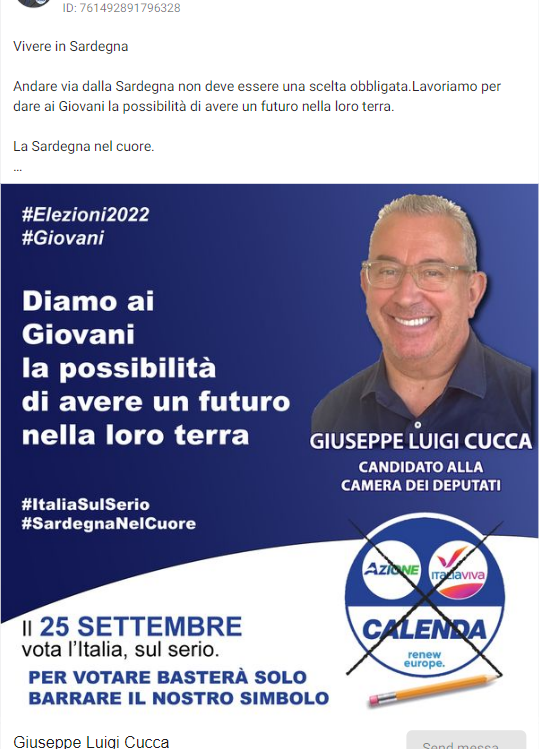 ID: 761492891796328
Vivere in Sardegna
Andare via dalla Sardegna non deve essere una scelta obbligata.Lavoriamo per
dare ai Giovani la possibilità di avere un futuro nella loro terra.
La Sardegna nel cuore.
...
#Elezioni2022
#Giovani
Diamo ai
Giovani
la possibilità
di avere un futuro
nella loro terra
GIUSEPPE LUIGI CUCCA
CANDIDATO ALLA
CAMERA DEI DEPUTATI
#ItaliaSulSerio
#SardegnaNelCuore
AZIONE
ITALIAVIVA
CALENDA
renew
europe.
Il 25 SETTEMBRE
vota l'Italia, sul serio.
PER VOTARE BASTERÀ SOLO
BARRARE IL NOSTRO SIMBOLO
Giuseppe Luigi Cucca
Send messa...